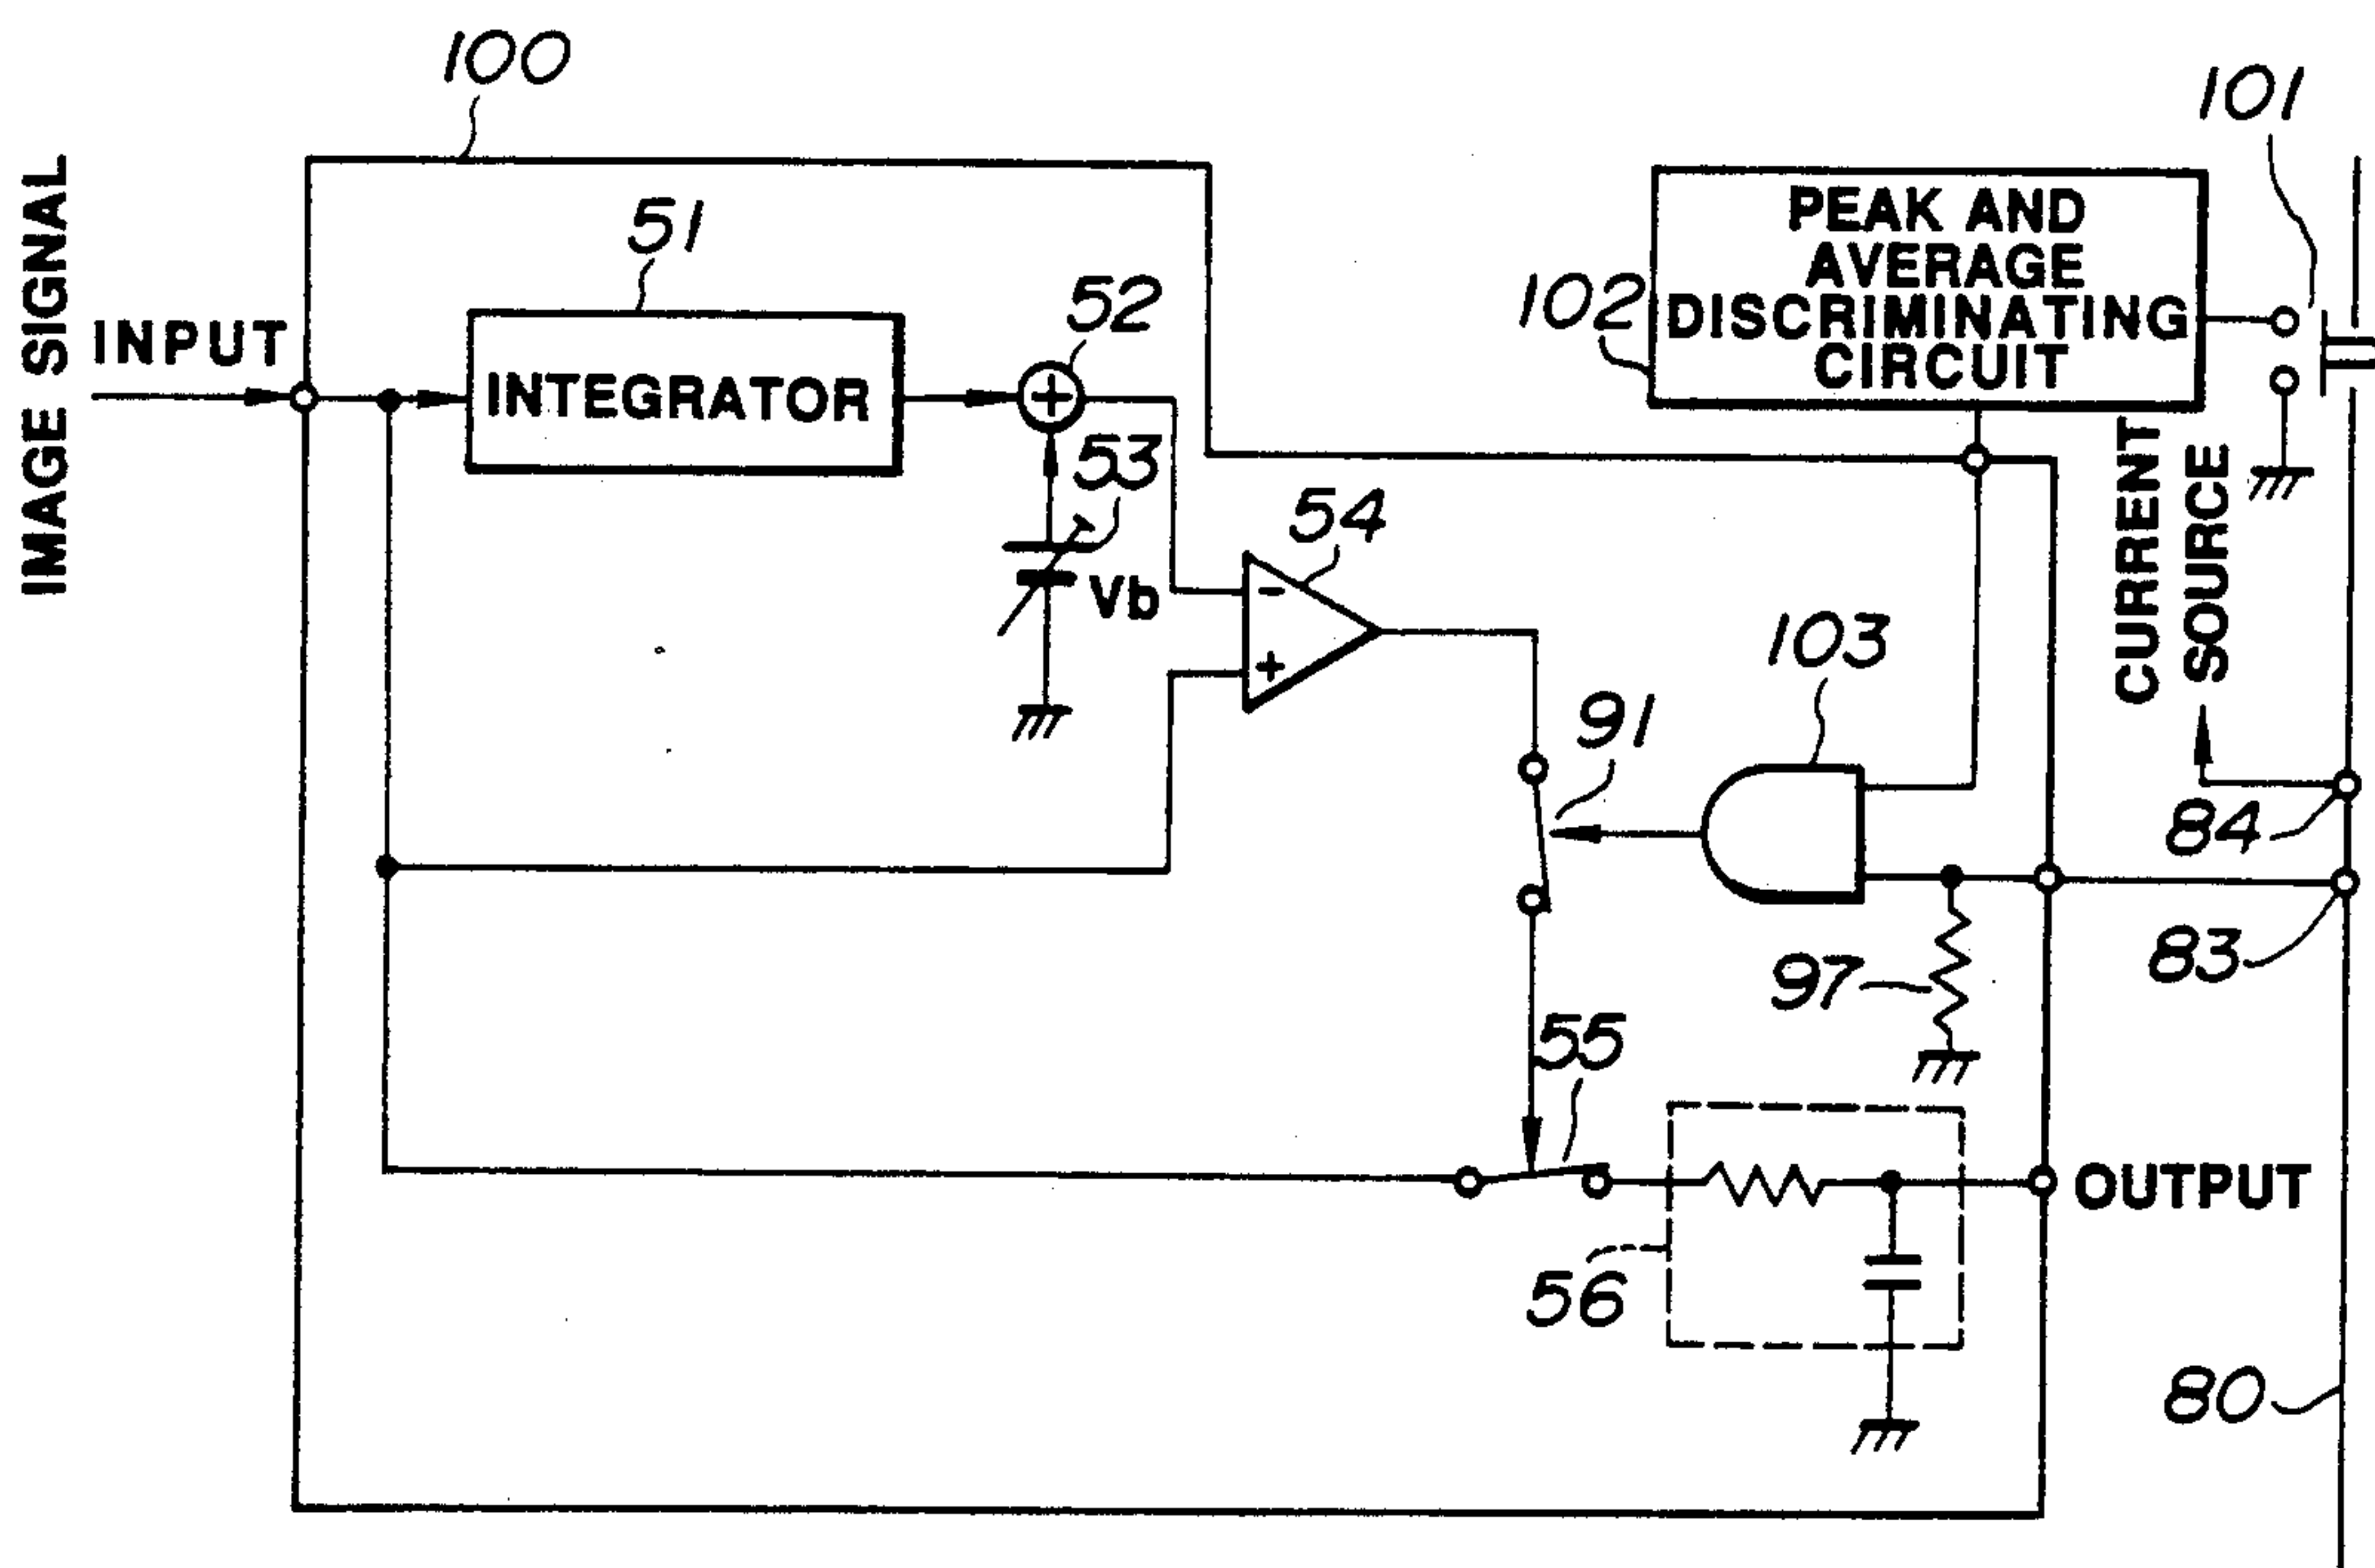 100
101
IMAGE SIGNAL
INPUT
51
INTEGRATOR
52
53
Vb
54
102
PEAK AND
AVERAGE
DISCRIMINATING
CIRCUIT
CURRENT
SOURCE
103
91
84
83
97
55
OUTPUT
56
80
+
-
+